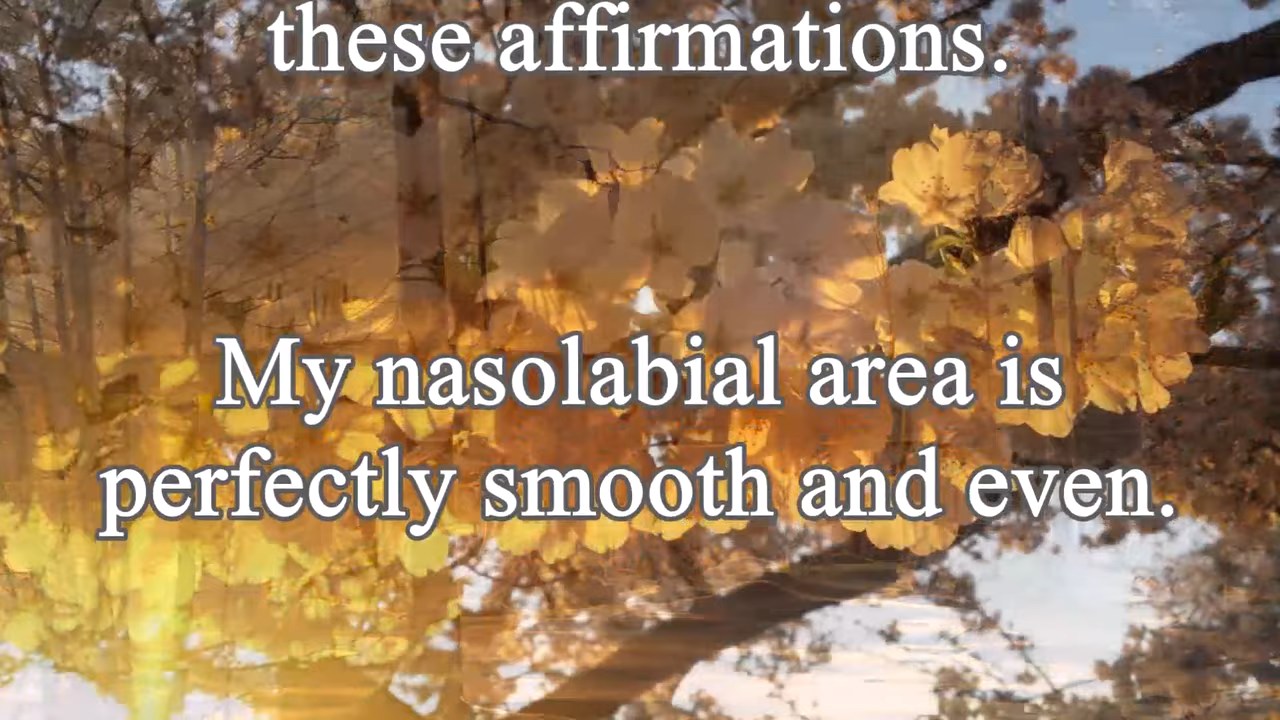 these affirmations.
My nasolabial area is
perfectly smooth and even.